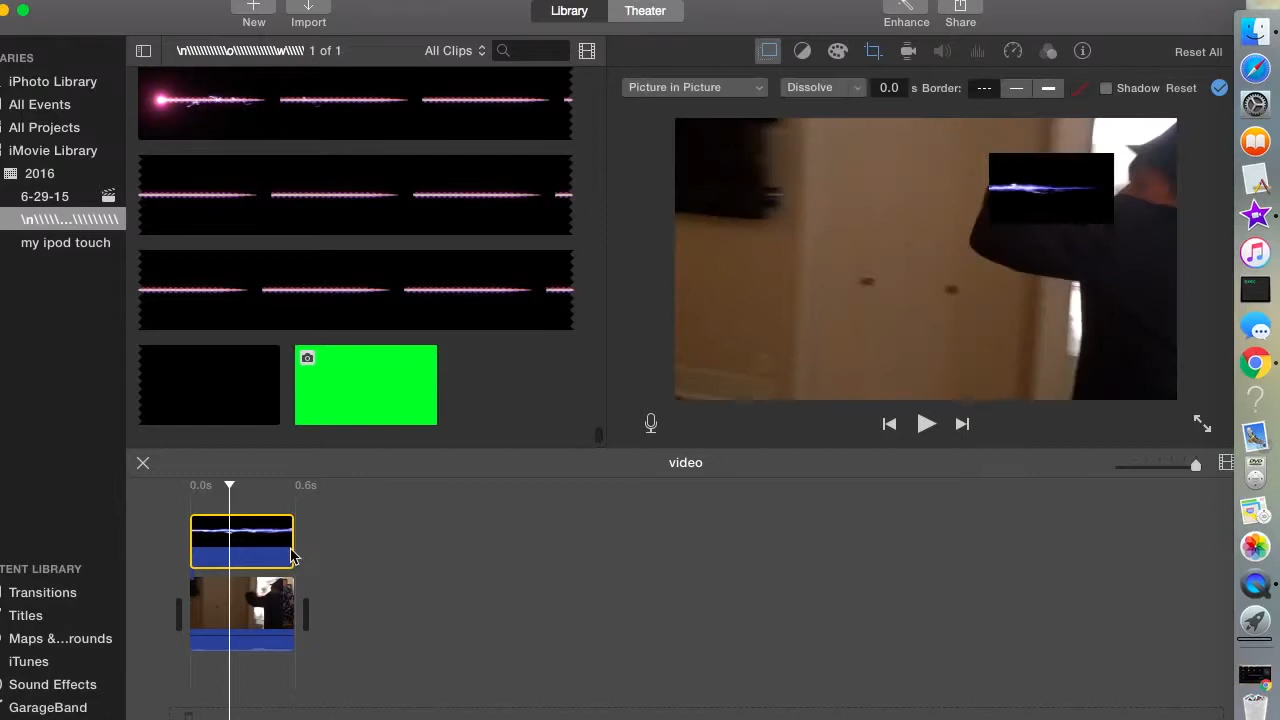 New
Import
Library
Theater
Enhance
Share
ARIES
iPhoto Library
All Events
All Projects
iMovie Library
2016
6-29-15
\n\\\\\...\\\\\\\\\
my ipod touch
1 of 1
All Clips
Reset All
Picture in Picture
Dissolve
0.0 s Border:
Shadow Reset
video
0.0s
0.6s
TENT LIBRARY
Transitions
Titles
Maps &...rounds
iTunes
Sound Effects
GarageBand